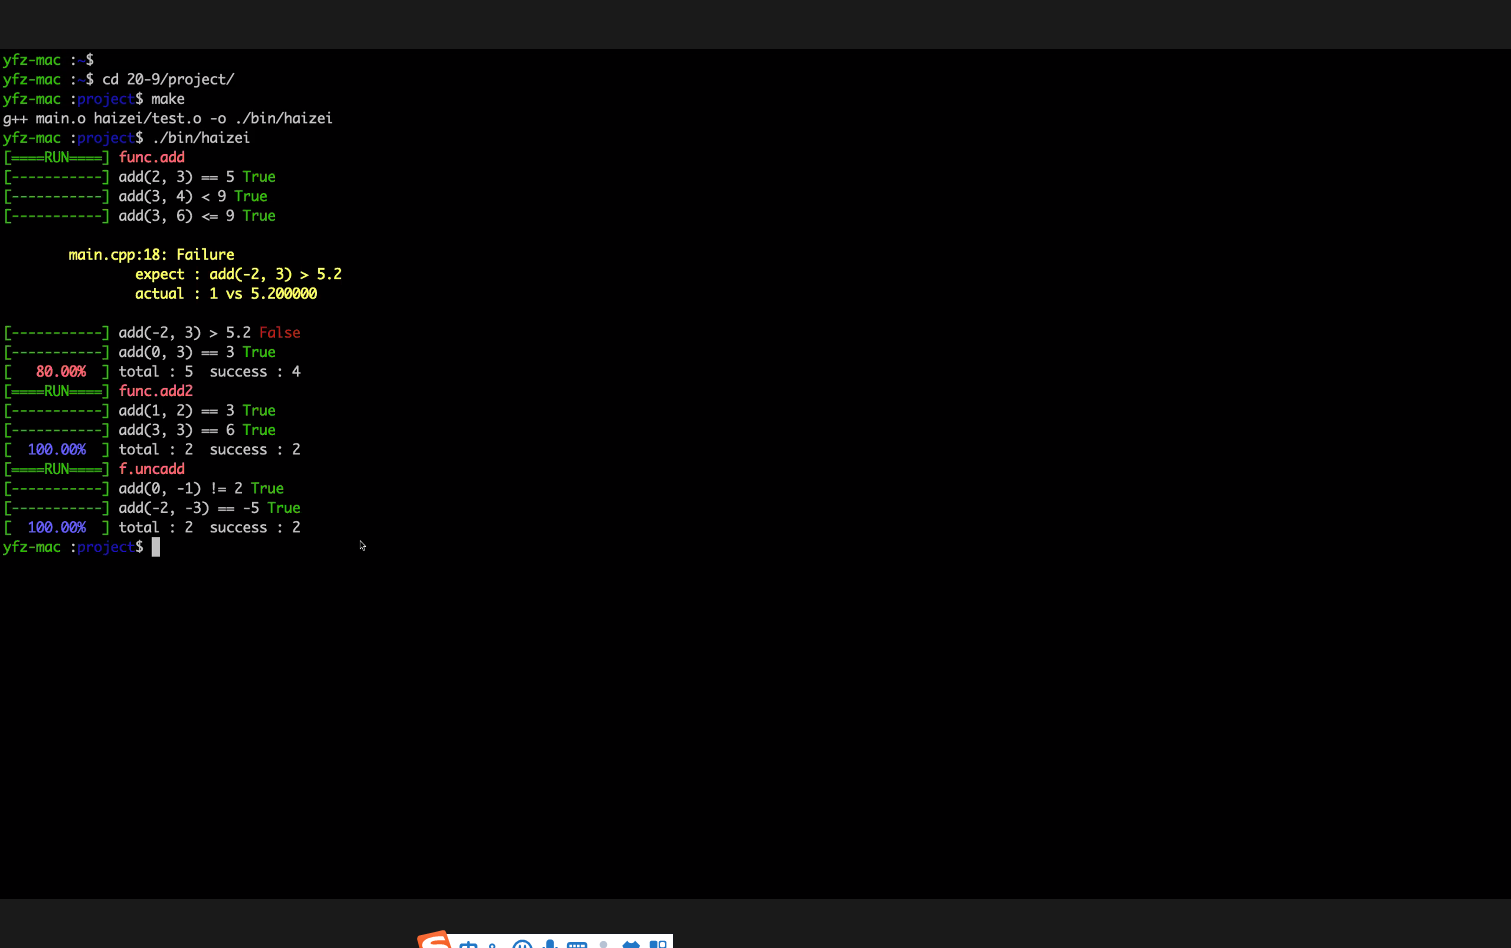 yfz-mac :~$
yfz-mac :~$ cd 20-9/project/
yfz-mac :project$ make
g++ main.o haizei/test.o -o ./bin/haizei
yfz-mac :project$ ./bin/haizei
[====RUN====] func.add
[-----------] add(2, 3) == 5 True
[-----------] add(3, 4) < 9 True
[-----------] add(3, 6) <= 9 True
main.cpp:18: Failure
expect : add(-2, 3) > 5.2
actual : 1 vs 5.200000
[-----------] add(-2, 3) > 5.2 False
[-----------] add(0, 3) == 3 True
[   80.00%  ] total : 5  success : 4
[====RUN====] func.add2
[-----------] add(1, 2) == 3 True
[-----------] add(3, 3) == 6 True
[  100.00%  ] total : 2  success : 2
[====RUN====] f.uncadd
[-----------] add(0, -1) != 2 True
[-----------] add(-2, -3) == -5 True
[  100.00%  ] total : 2  success : 2
yfz-mac :project$